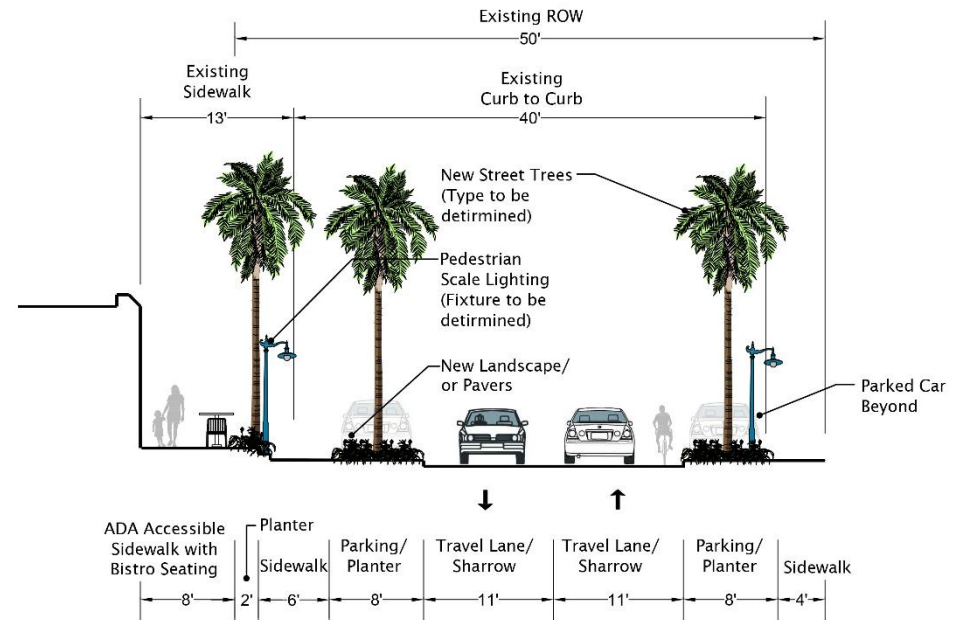 Existing ROW
50'
Existing
Sidewalk
13'
Existing
Curb to Curb
40'
New Street Trees
(Type to be
detirmined)
Pedestrian
Scale Lighting
(Fixture to be
detirmined)
New Landscape/
or Pavers
Parked Car
Beyond
ADA Accessible
Sidewalk with
Bistro Seating
Planter
Sidewalk
Parking/
Planter
Travel Lane/
Sharrow
Travel Lane/
Sharrow
Parking/
Planter
Sidewalk
8'
2'
6'
8'
11'
11'
8'
4'